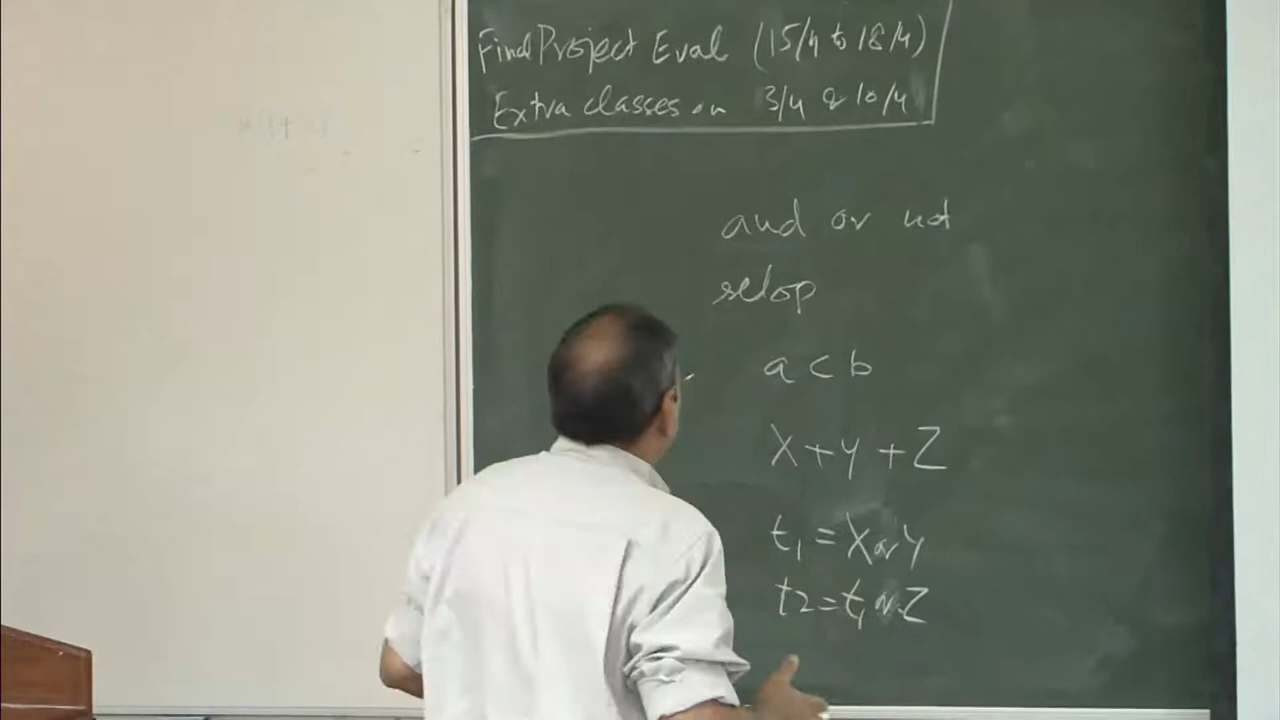 Final Project Eval (15/4 to 18/4)
Extra classes on 3/4 & 10/4
and or not
relop
a < b
X + Y + Z
t1 = X or Y
t2 = t1 or Z